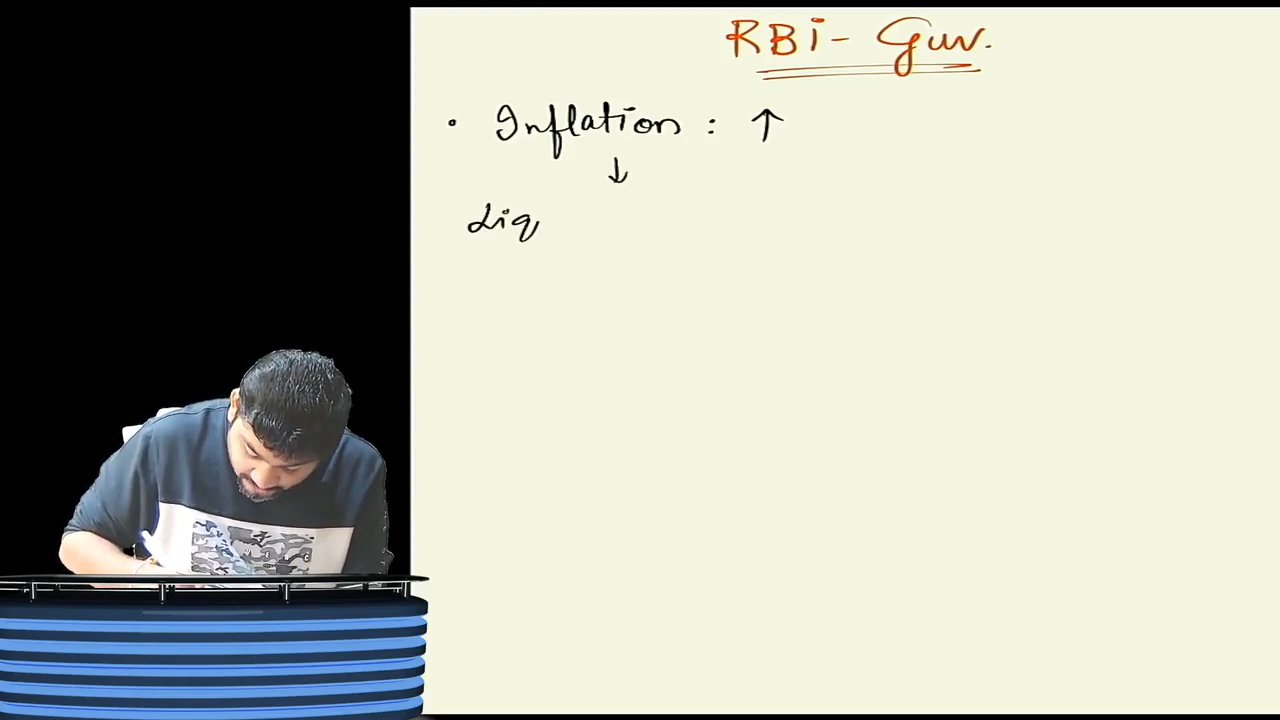 RBi - Guv.
• Inflation : ↑
↓
Liq